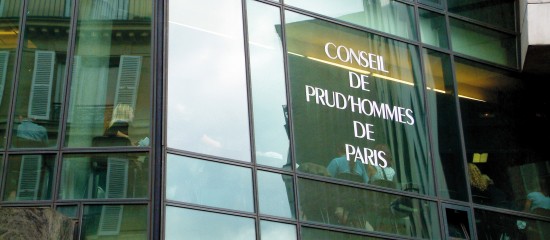 CONSEIL
DE
PRUD'HOMMES
DE
PARIS